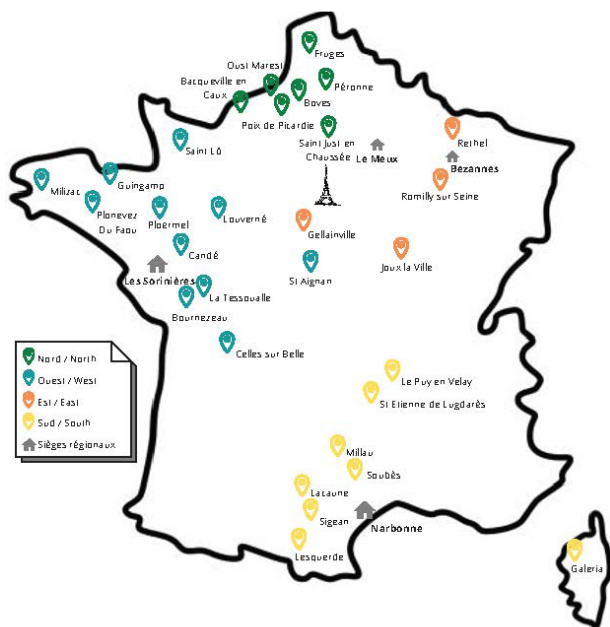 Fruges
Oust Marest
Bacqueville en
Caux
Péronne
Boves
Poix de Picardie
Saint Just en
Chaussée
Saint Lô
Le Meux
Rethel
Bezannes
Guingamp
Milizac
Romilly sur Seine
Plonevez
Du Faou
Ploermel
Louverné
Gellainville
Candé
Joux la Ville
Les Sorinières
St Aignan
La Tessoualle
Bournezeau
Celles sur Belle
Nord / North
Ouest / West
Est / East
Sud / South
Sièges régionaux
Le Puy en Velay
St Etienne de Lugdarès
Millau
Soubès
Lacaune
Sigean
Narbonne
Lesquerde
Galeria